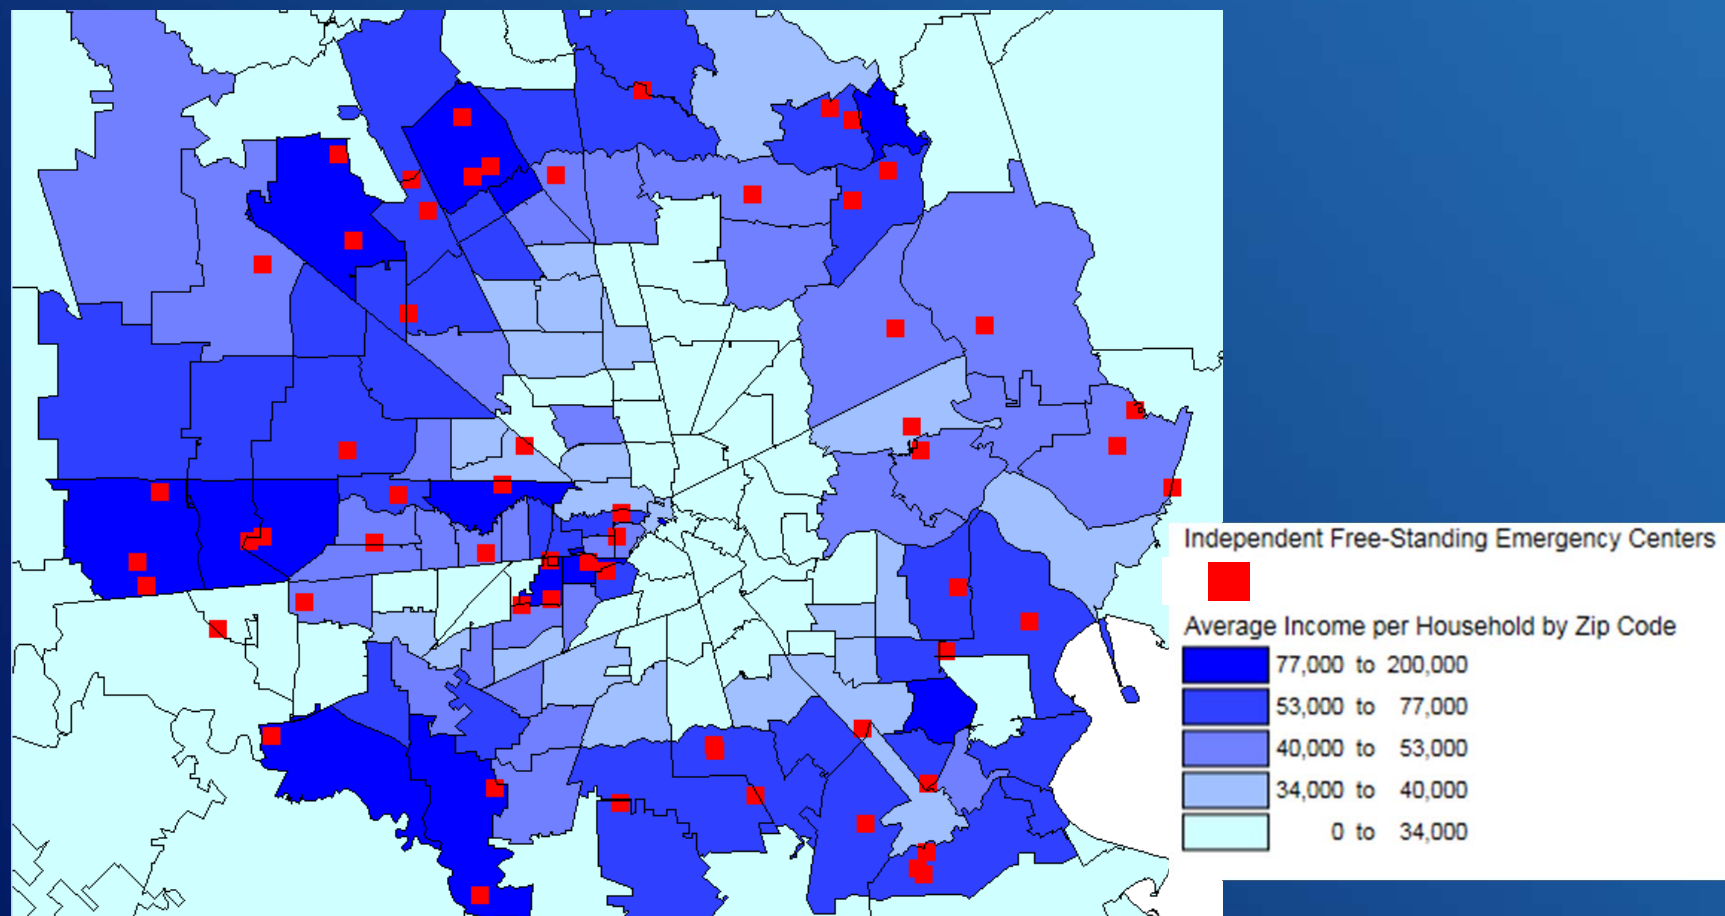 Independent Free-Standing Emergency Centers
Average Income per Household by Zip Code
77,000 to 200,000
53,000 to 77,000
40,000 to 53,000
34,000 to 40,000
0 to 34,000